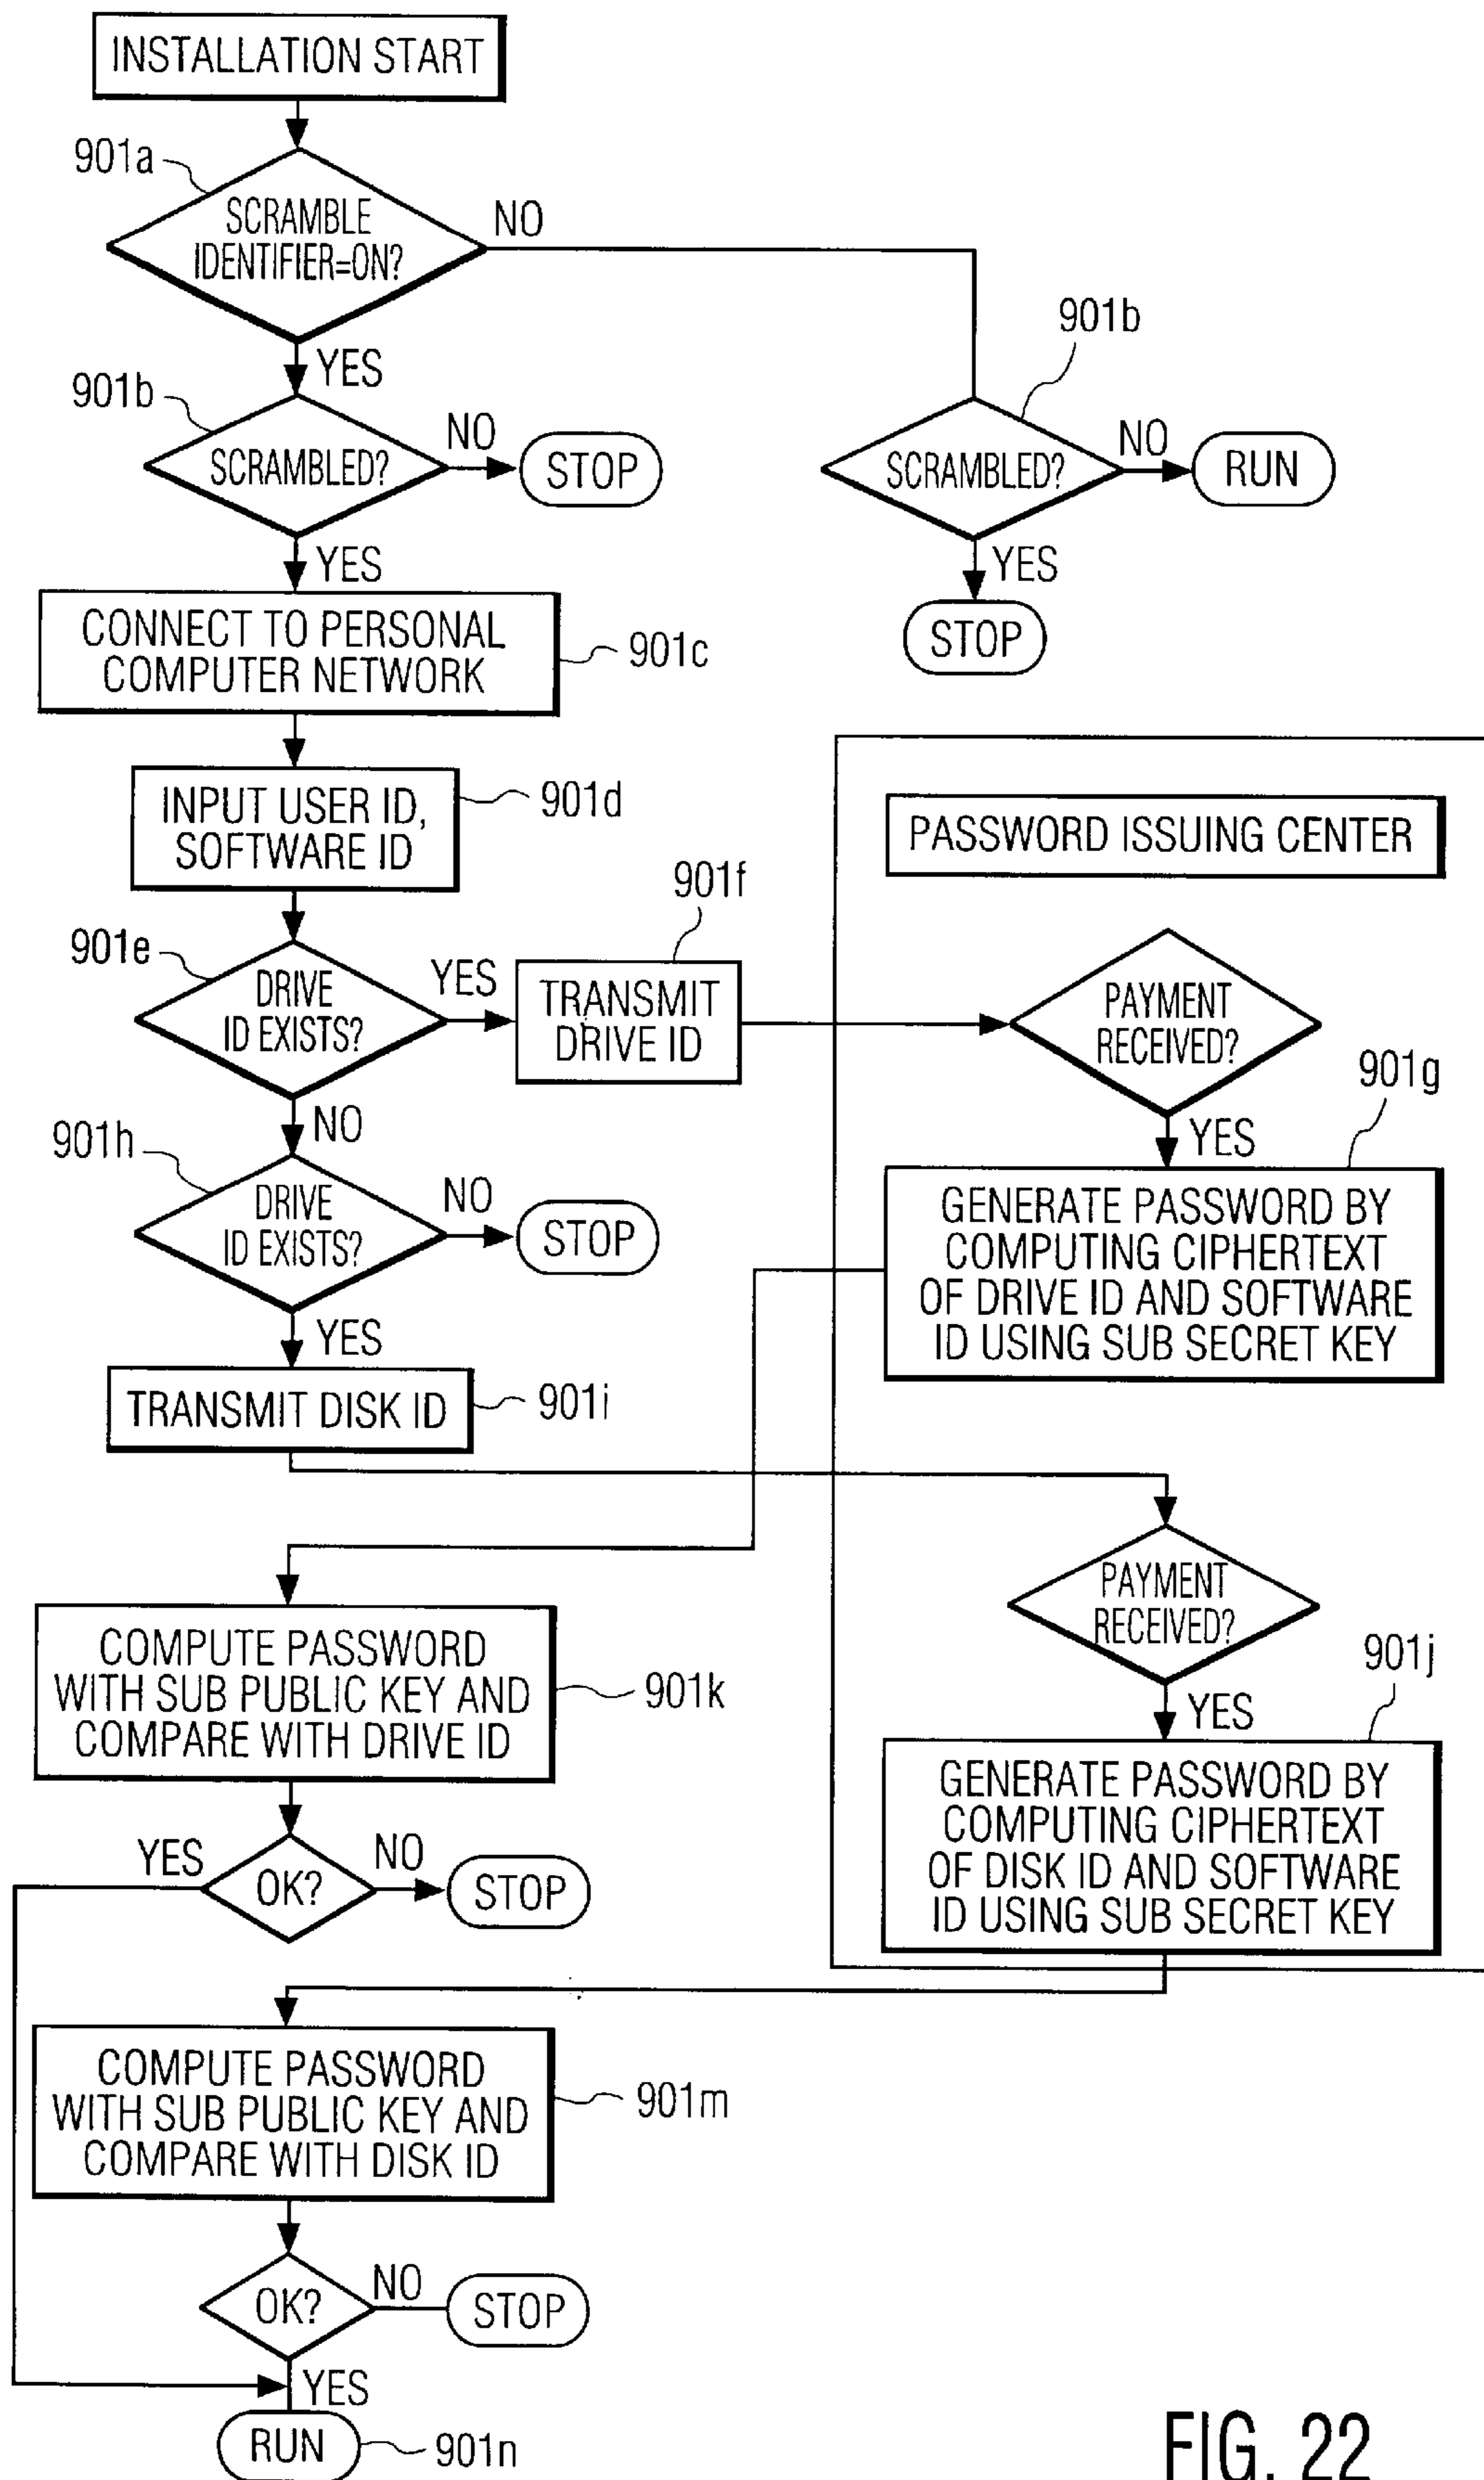 INSTALLATION START
901a
SCRAMBLE
IDENTIFIER=ON?
NO
YES
901b
SCRAMBLED?
NO
STOP
901b
SCRAMBLED?
NO
RUN
YES
STOP
YES
CONNECT TO PERSONAL
COMPUTER NETWORK
901c
INPUT USER ID,
SOFTWARE ID
901d
PASSWORD ISSUING CENTER
901e
DRIVE
ID EXISTS?
YES
901f
TRANSMIT
DRIVE ID
PAYMENT
RECEIVED?
YES
901g
GENERATE PASSWORD BY
COMPUTING CIPHERTEXT
OF DRIVE ID AND SOFTWARE
ID USING SUB SECRET KEY
NO
901h
DRIVE
ID EXISTS?
NO
STOP
YES
TRANSMIT DISK ID
901i
PAYMENT
RECEIVED?
YES
901j
GENERATE PASSWORD BY
COMPUTING CIPHERTEXT
OF DISK ID AND SOFTWARE
ID USING SUB SECRET KEY
COMPUTE PASSWORD
WITH SUB PUBLIC KEY AND
COMPARE WITH DRIVE ID
901k
YES
OK?
NO
STOP
COMPUTE PASSWORD
WITH SUB PUBLIC KEY AND
COMPARE WITH DISK ID
901m
OK?
NO
STOP
YES
RUN
901n
FIG. 22